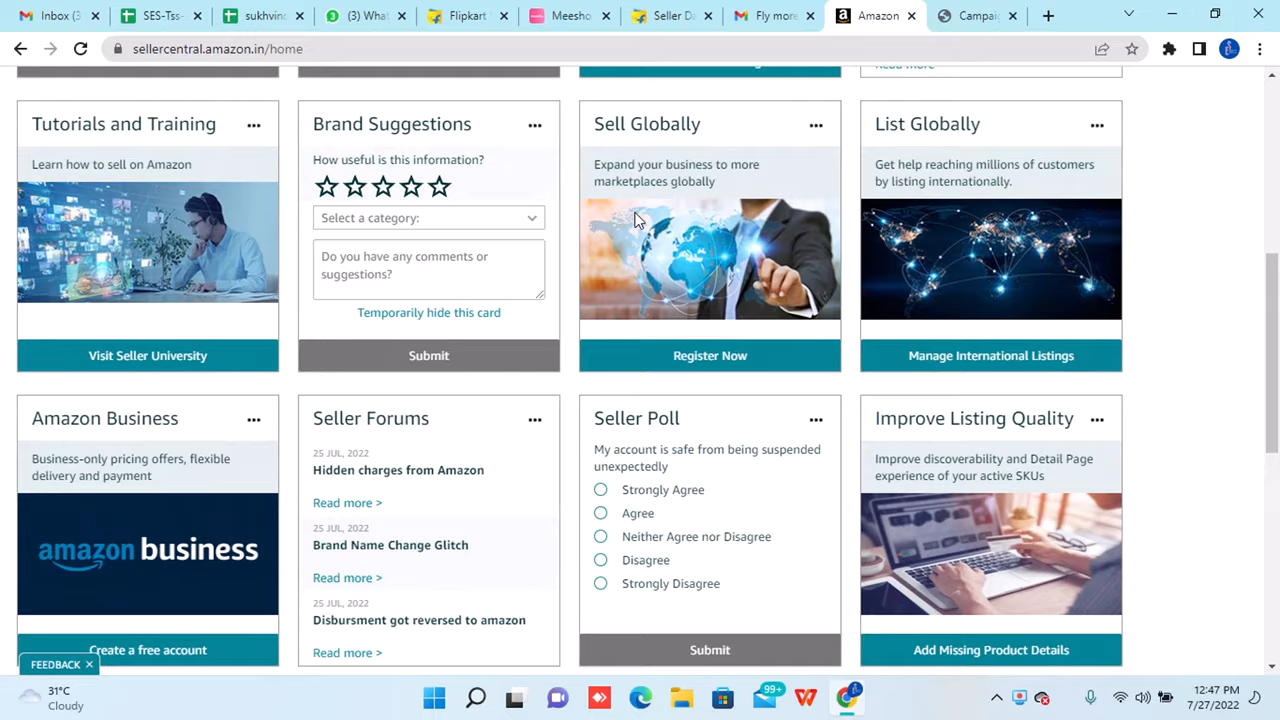 Inbox (3)
SES-Tss-
sukhvin
(3) What
Flipkart
Meesho
Seller Da
Fly more
Amazon
Campai
sellercentral.amazon.in/home
Tutorials and Training
Learn how to sell on Amazon
Visit Seller University
Brand Suggestions
How useful is this information?
Select a category:
Do you have any comments or
suggestions?
Temporarily hide this card
Submit
Sell Globally
Expand your business to more
marketplaces globally
Register Now
List Globally
Get help reaching millions of customers
by listing internationally.
Manage International Listings
Amazon Business
Business-only pricing offers, flexible
delivery and payment
amazon business
Create a free account
Seller Forums
25 JUL, 2022
Hidden charges from Amazon
Read more >
25 JUL, 2022
Brand Name Change Glitch
Read more >
25 JUL, 2022
Disbursment got reversed to amazon
Read more >
Seller Poll
My account is safe from being suspended
unexpectedly
Strongly Agree
Agree
Neither Agree nor Disagree
Disagree
Strongly Disagree
Submit
Improve Listing Quality
Improve discoverability and Detail Page
experience of your active SKUs
Add Missing Product Details
FEEDBACK
31°C
Cloudy
99+
12:47 PM
7/27/2022